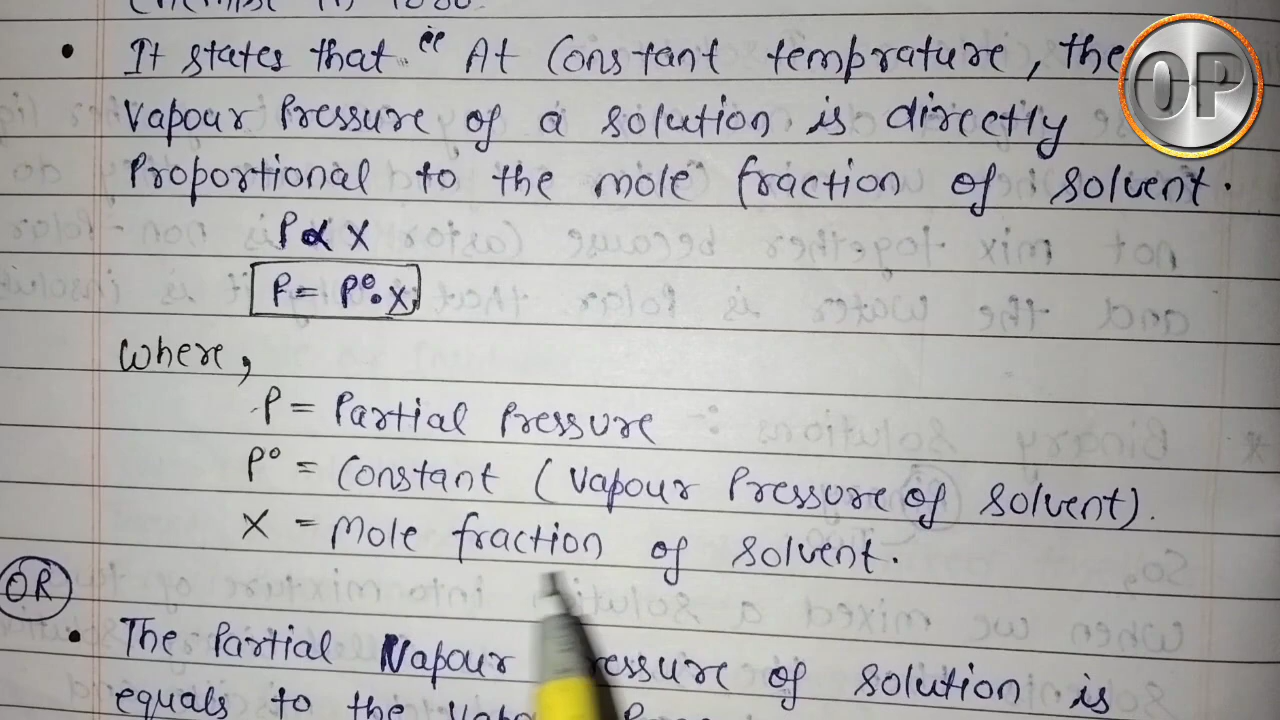 It states that “ At Constant temprature, the
Vapour Pressure of a solution is directly
Proportional to the mole fraction of solvent.
P α X
P = P°. X
where,
P = Partial Pressure
P° = Constant (Vapour Pressure of solvent).
X = Mole fraction of solvent.
OR
The Partial Vapour Pressure of solution is
equals to the
OP